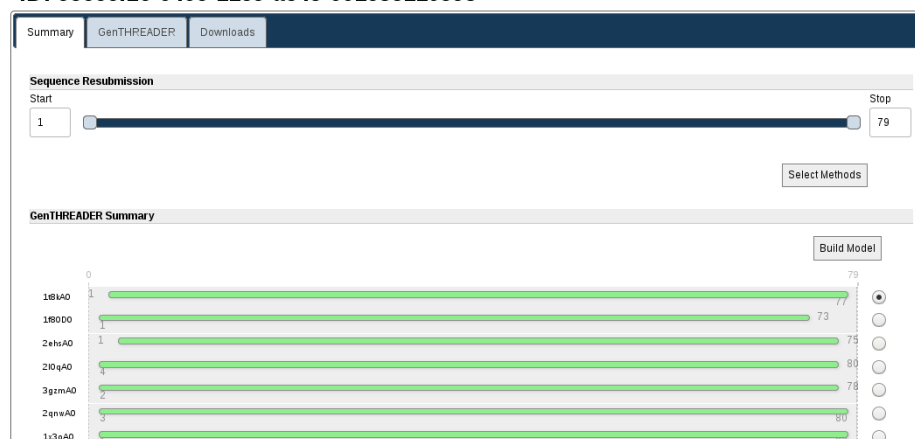 Summary GenTHREADER Downloads
Sequence Resubmission
Start Stop
1 79
Select Methods
GenTHREADER Summary
Build Model
0 79
1t8kA0 1 77
1f80D0 1 73
2ehsA0 1 75
2l0qA0 4 80
3gzmA0 2 78
2qnwA0 3 80